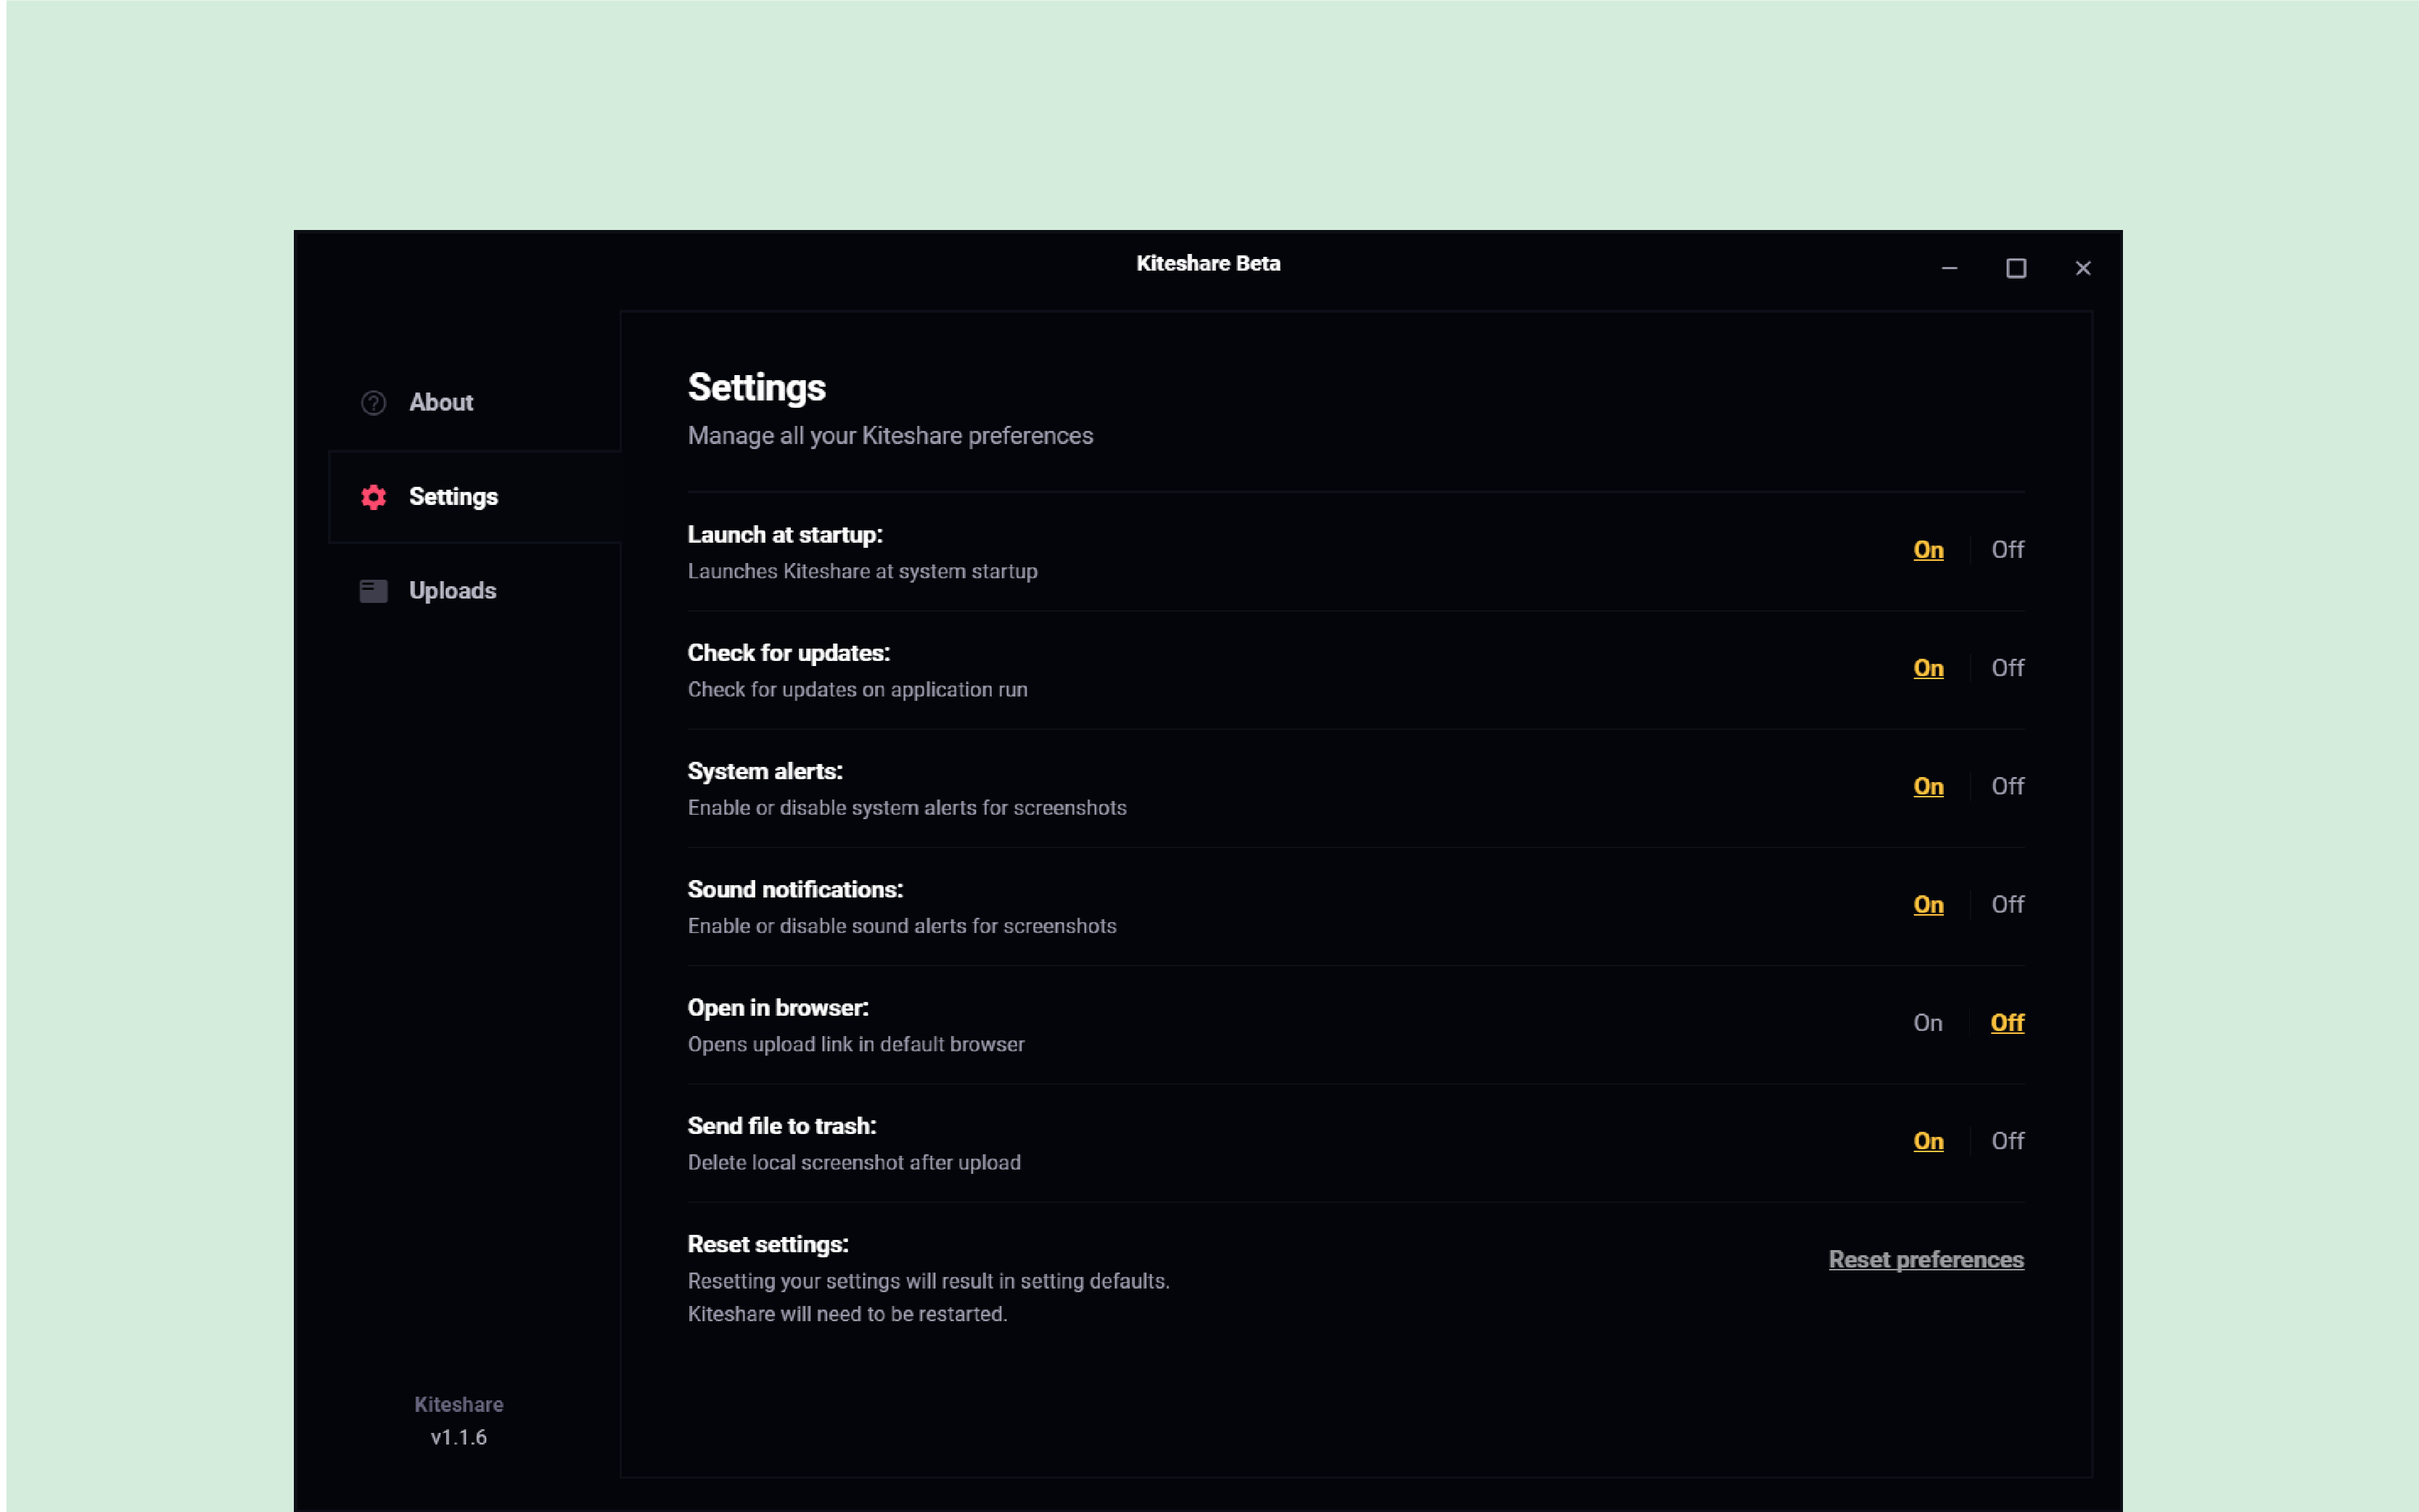 Kiteshare Beta
About
Settings
Uploads
Kiteshare
v1.1.6
Settings
Manage all your Kiteshare preferences
Launch at startup:
Launches Kiteshare at system startup
On Off
Check for updates:
Check for updates on application run
On Off
System alerts:
Enable or disable system alerts for screenshots
On Off
Sound notifications:
Enable or disable sound alerts for screenshots
On Off
Open in browser:
Opens upload link in default browser
On Off
Send file to trash:
Delete local screenshot after upload
On Off
Reset settings:
Resetting your settings will result in setting defaults.
Kiteshare will need to be restarted.
Reset preferences